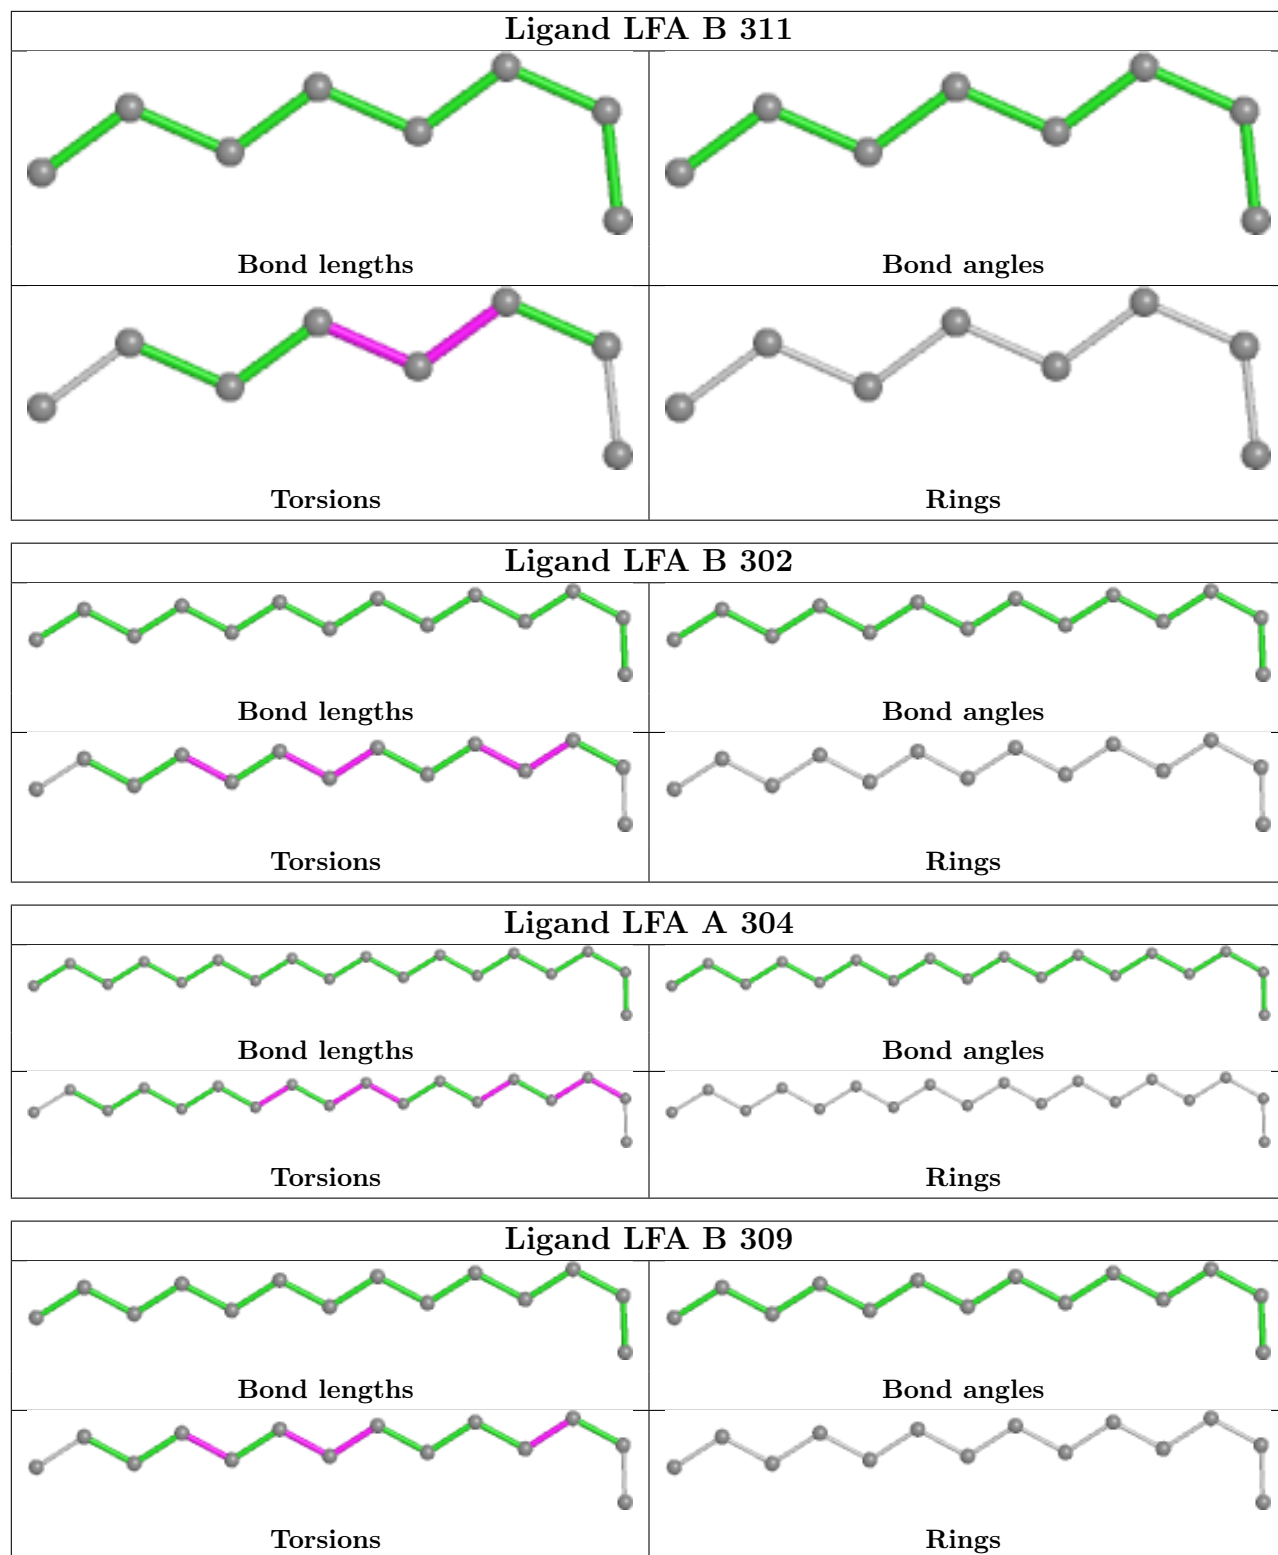 Ligand LFA B 311
Bond lengths
Bond angles
Torsions
Rings
Ligand LFA B 302
Bond lengths
Bond angles
Torsions
Rings
Ligand LFA A 304
Bond lengths
Bond angles
Torsions
Rings
Ligand LFA B 309
Bond lengths
Bond angles
Torsions
Rings